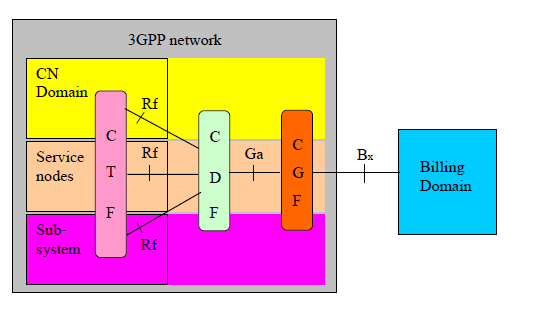 3GPP network
CN
Domain
Rf
C
T
F
Service
nodes
Rf
Sub-
system
Rf
C
D
F
Ga
C
G
F
Bx
Billing
Domain